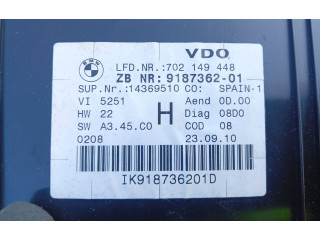 BMW
VDO
LFD.NR.:702 149 448
ZB NR: 9187362-01
SUP.Nr.:14369510 CO: SPAIN-1
VI 5251 Aend 0D.00
HW 22 H Diag 08D0
SW A3.45.C0 COD 08
0208 23.09.10
IK918736201D